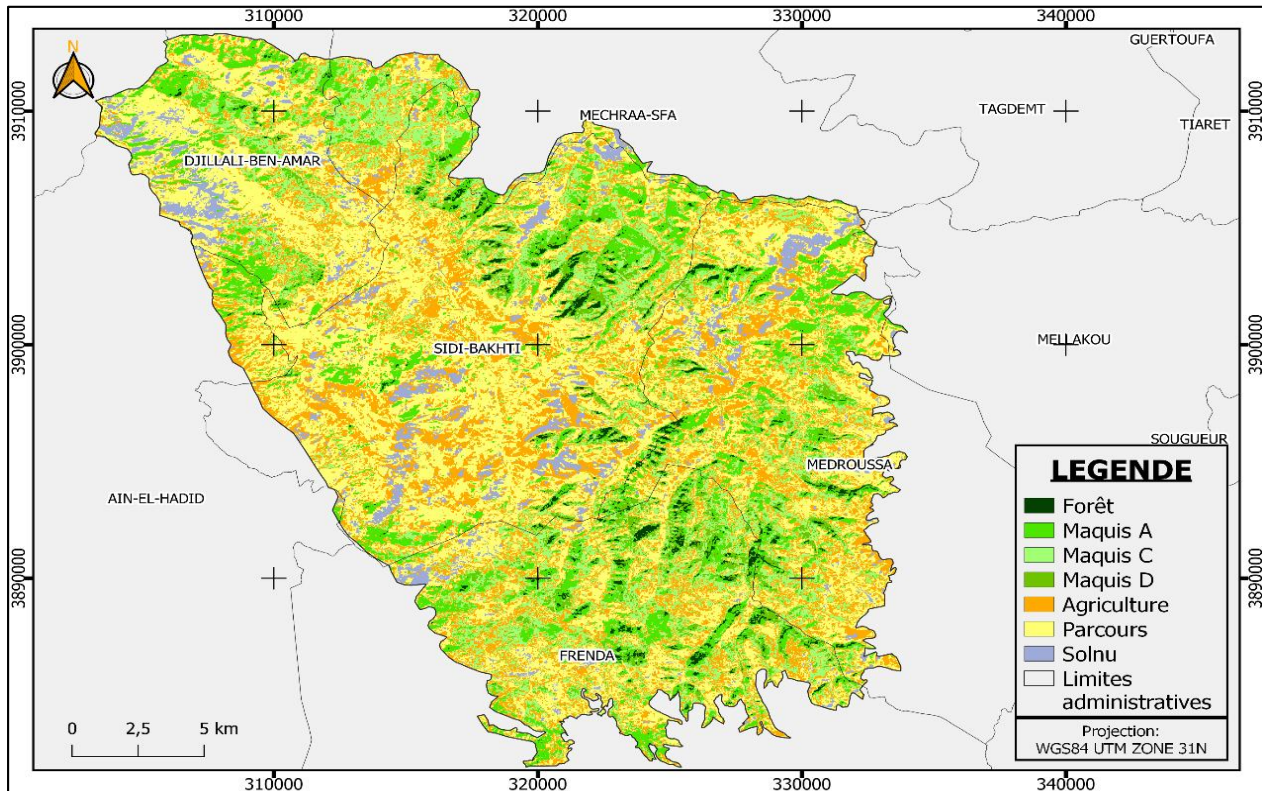 310000 320000 330000 340000
N
GUERTOUFA
3910000 MECHRAA-SFA TAGDEMT 3910000
TIARET
DJILLALI-BEN-AMAR
3900000 SIDI-BAKHTI MELLAKOU 3900000
SOUGUEUR
MEDROUSSA
AIN-EL-HADID
3890000 3890000
FRENDA
LEGENDE
Forêt
Maquis A
Maquis C
Maquis D
Agriculture
Parcours
Solnu
Limites
administratives
Projection:
WGS84 UTM ZONE 31N
0 2,5 5 km
310000 320000 330000 340000